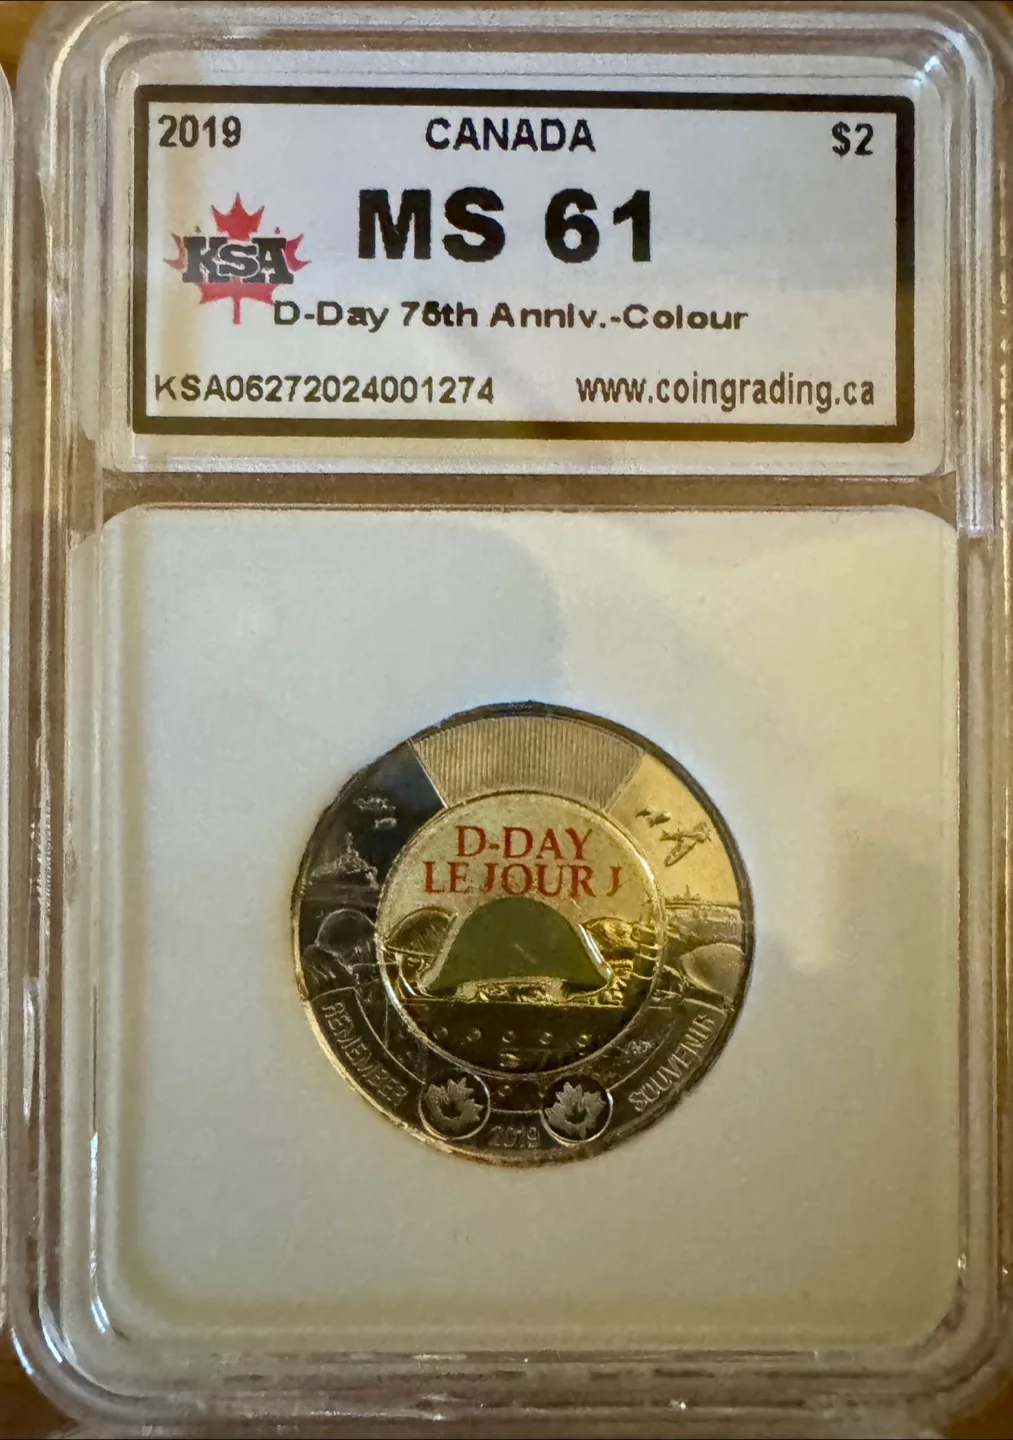 2019 CANADA $2
MS 61
KSA
D-Day 75th Anniv.-Colour
KSA06272024001274 www.coingrading.ca
D-DAY
LE JOUR J
REMEMBER
SOUVENIR
2019